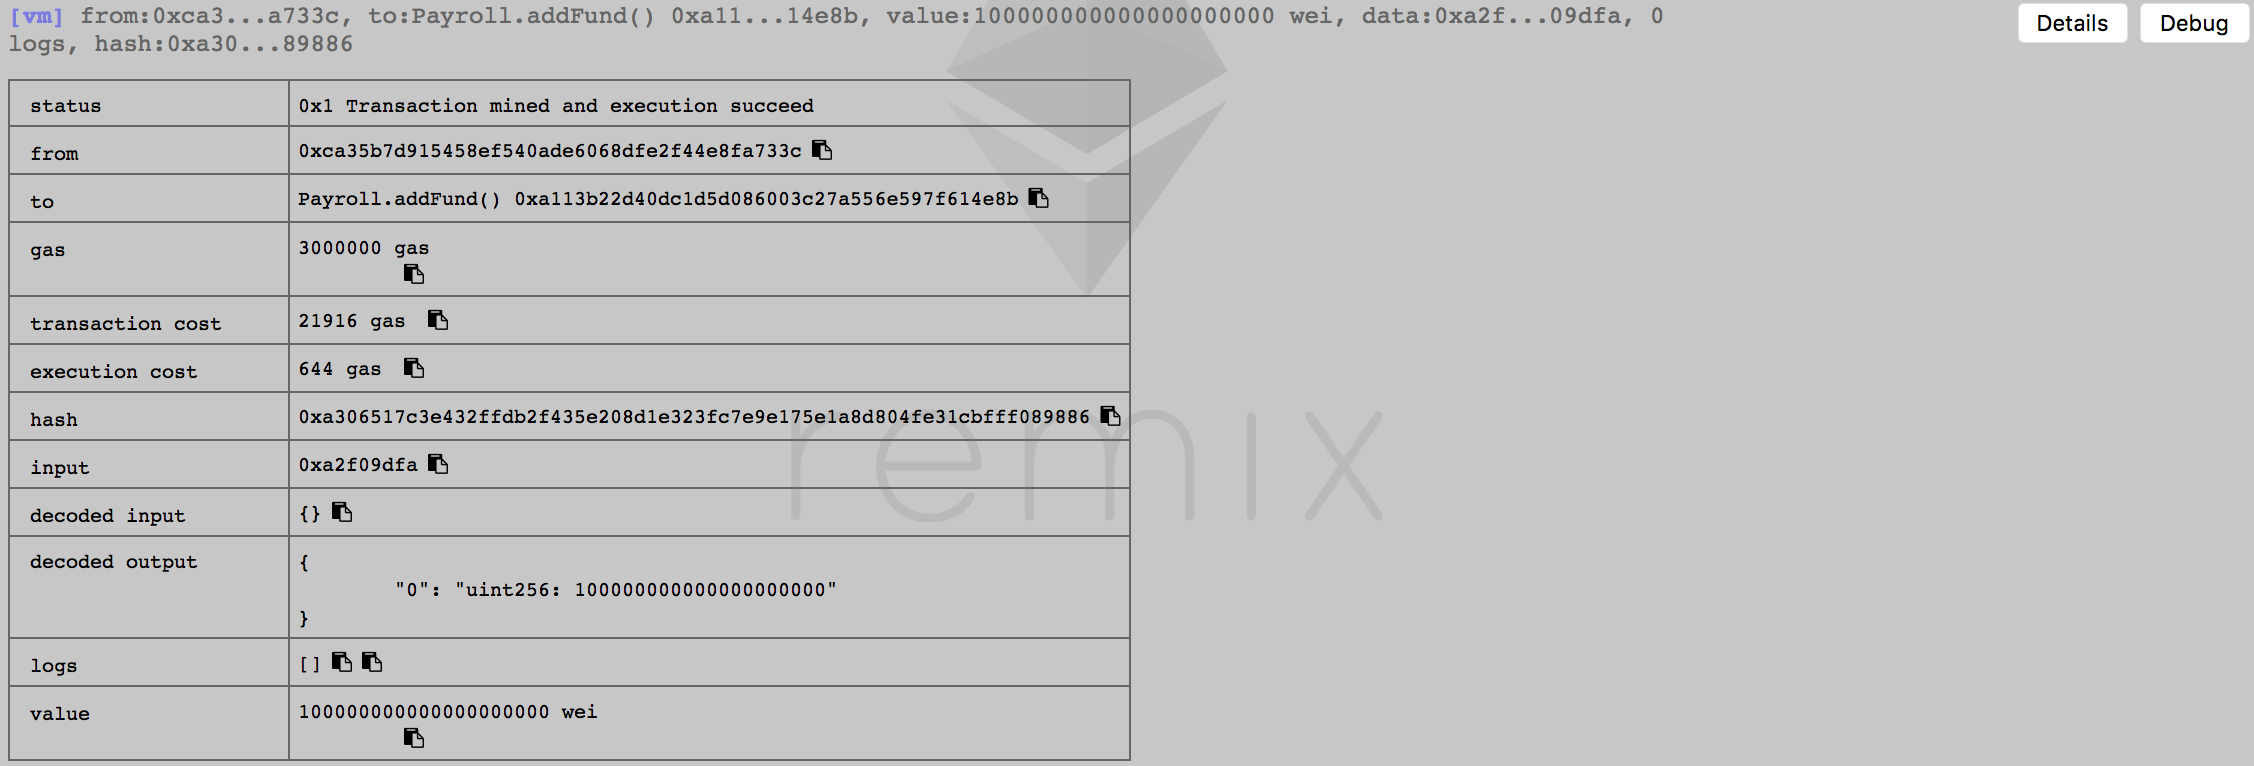 [vm] from:0xca3...a733c, to:Payroll.addFund() 0xa11...14e8b, value:100000000000000000000 wei, data:0xa2f...09dfa, 0
logs, hash:0xa30...89886
Details
Debug
status 0x1 Transaction mined and execution succeed
from 0xca35b7d915458ef540ade6068dfe2f44e8fa733c
to Payroll.addFund() 0xa113b22d40dc1d5d086003c27a556e597f614e8b
gas 3000000 gas
transaction cost 21916 gas
execution cost 644 gas
hash 0xa306517c3e432ffdb2f435e208d1e323fc7e9e175e1a8d804fe31cbfff089886
input 0xa2f09dfa
decoded input {}
decoded output {
"0": "uint256: 100000000000000000000"
}
logs []
value 100000000000000000000 wei
remix